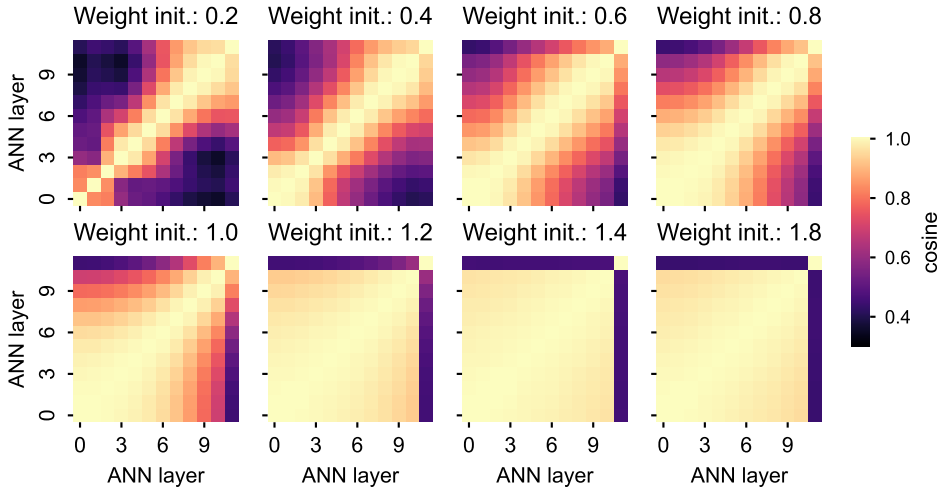 Weight init.: 0.2 Weight init.: 0.4 Weight init.: 0.6 Weight init.: 0.8
ANN layer
9
6
3
0
Weight init.: 1.0 Weight init.: 1.2 Weight init.: 1.4 Weight init.: 1.8
ANN layer
9
6
3
0
0 3 6 9 0 3 6 9 0 3 6 9 0 3 6 9
ANN layer ANN layer ANN layer ANN layer
1.0
0.8
0.6
0.4
cosine